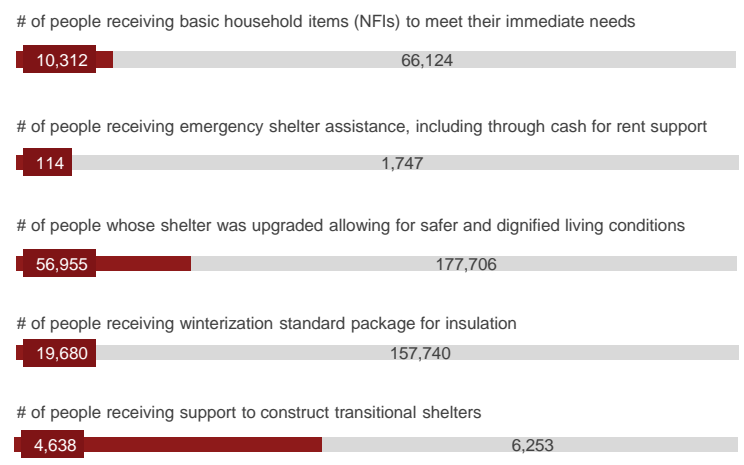 # of people receiving basic household items (NFIs) to meet their immediate needs
10,312 66,124
# of people receiving emergency shelter assistance, including through cash for rent support
114 1,747
# of people whose shelter was upgraded allowing for safer and dignified living conditions
56,955 177,706
# of people receiving winterization standard package for insulation
19,680 157,740
# of people receiving support to construct transitional shelters
4,638 6,253